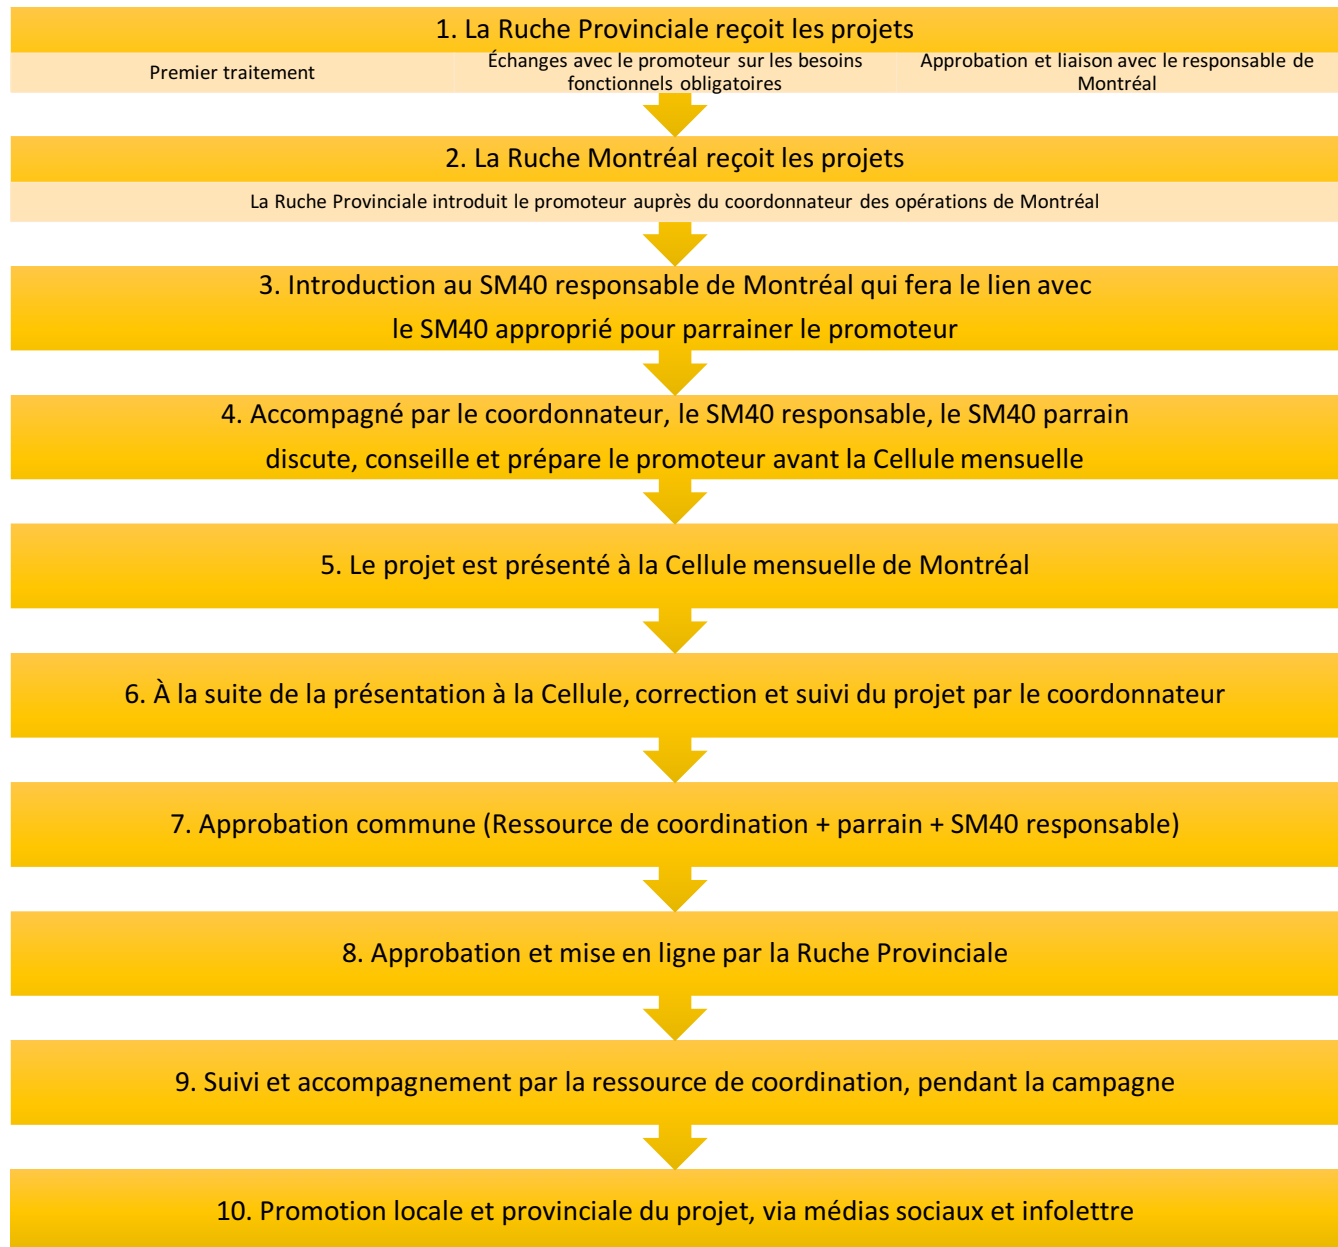 1. La Ruche Provinciale reçoit les projets
Premier traitement
Échanges avec le promoteur sur les besoins
fonctionnels obligatoires
Approbation et liaison avec le responsable de
Montréal
2. La Ruche Montréal reçoit les projets
La Ruche Provinciale introduit le promoteur auprès du coordonnateur des opérations de Montréal
3. Introduction au SM40 responsable de Montréal qui fera le lien avec
le SM40 approprié pour parrainer le promoteur
4. Accompagné par le coordonnateur, le SM40 responsable, le SM40 parrain
discute, conseille et prépare le promoteur avant la Cellule mensuelle
5. Le projet est présenté à la Cellule mensuelle de Montréal
6. À la suite de la présentation à la Cellule, correction et suivi du projet par le coordonnateur
7. Approbation commune (Ressource de coordination + parrain + SM40 responsable)
8. Approbation et mise en ligne par la Ruche Provinciale
9. Suivi et accompagnement par la ressource de coordination, pendant la campagne
10. Promotion locale et provinciale du projet, via médias sociaux et infolettre